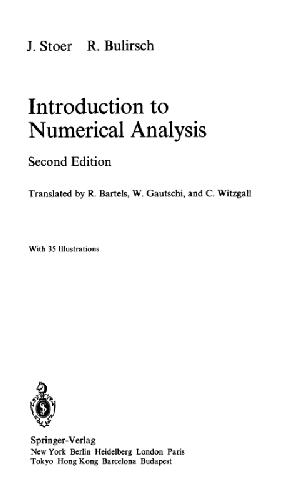 J. Stoer R. Bulirsch
Introduction to
Numerical Analysis
Second Edition
Translated by R. Bartels, W. Gautschi, and C. Witzgall
With 35 Illustrations
Springer-Verlag
New York Berlin Heidelberg London Paris
Tokyo Hong Kong Barcelona Budapest